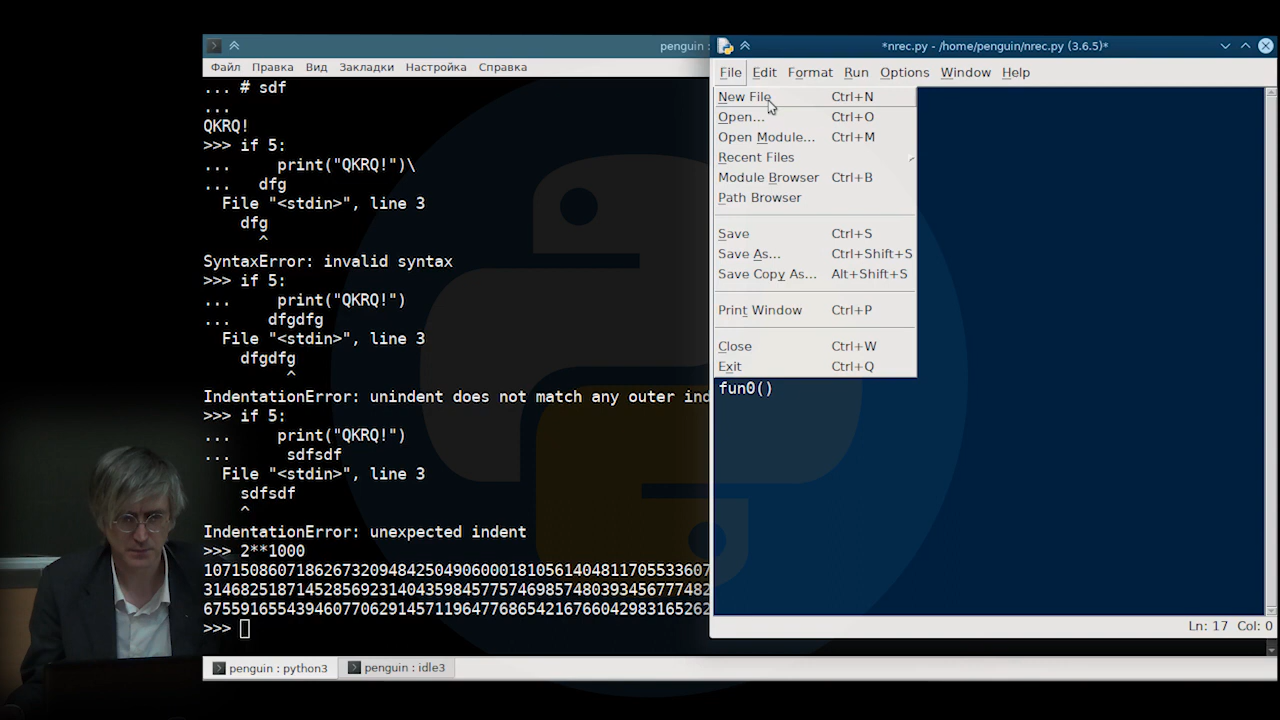 penguin :
Файл Правка Вид Закладки Настройка Справка
... # sdf
...
QKRQ!
>>> if 5:
...     print("QKRQ!")\
...   dfg
  File "<stdin>", line 3
    dfg
      ^
SyntaxError: invalid syntax
>>> if 5:
...     print("QKRQ!")
...    dfgdfg
  File "<stdin>", line 3
    dfgdfg
         ^
IndentationError: unindent does not match any outer ind
>>> if 5:
...     print("QKRQ!")
...      sdfsdf
  File "<stdin>", line 3
    sdfsdf
    ^
IndentationError: unexpected indent
>>> 2**1000
1071508607186267320948425049060001810561404811705533607
3146825187145285692314043598457757469857480393456777482
6755916554394607706291457119647768654216766042983165262
>>>
penguin : python3
penguin : idle3
*nrec.py - /home/penguin/nrec.py (3.6.5)*
File Edit Format Run Options Window Help
New File Ctrl+N
Open... Ctrl+O
Open Module... Ctrl+M
Recent Files
Module Browser Ctrl+B
Path Browser
Save Ctrl+S
Save As... Ctrl+Shift+S
Save Copy As... Alt+Shift+S
Print Window Ctrl+P
Close Ctrl+W
Exit Ctrl+Q
fun0()
Ln: 17 Col: 0